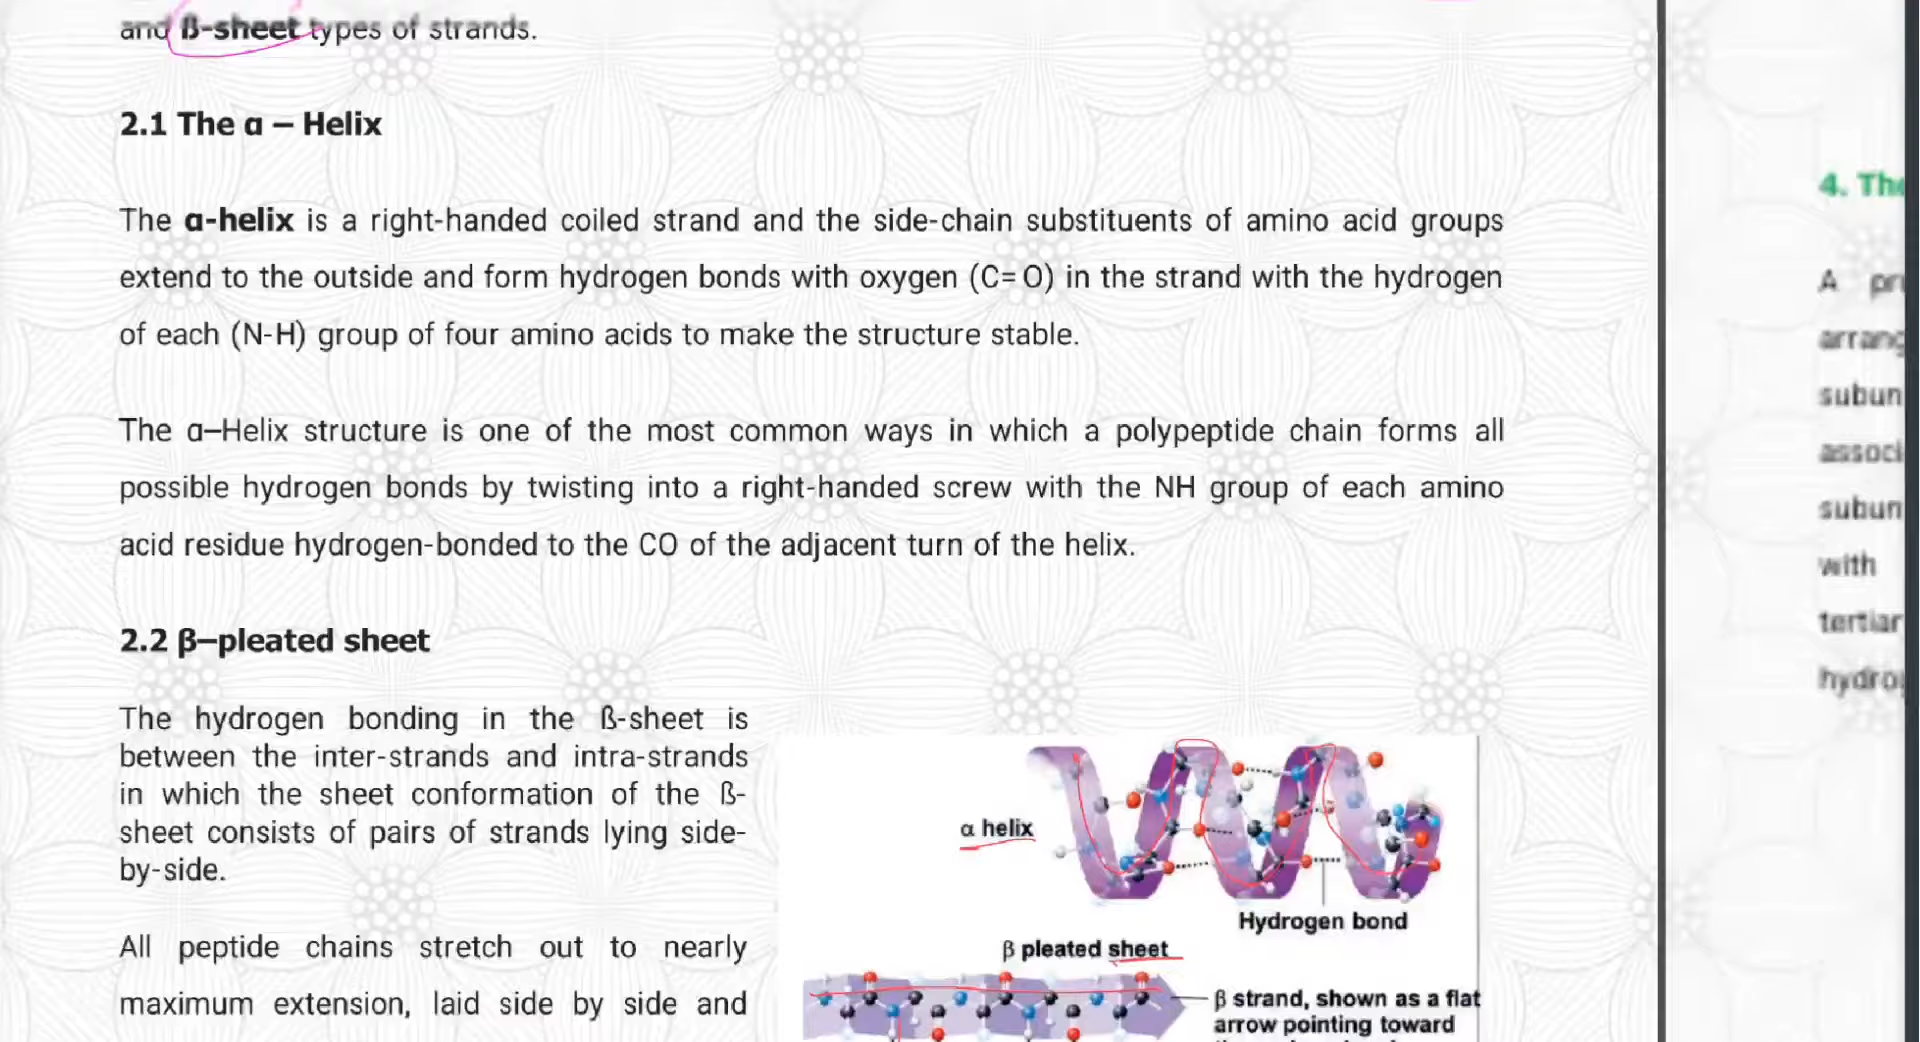 and ß-sheet types of strands.
2.1 The α – Helix
The α-helix is a right-handed coiled strand and the side-chain substituents of amino acid groups
extend to the outside and form hydrogen bonds with oxygen (C= O) in the strand with the hydrogen
of each (N-H) group of four amino acids to make the structure stable.
The α–Helix structure is one of the most common ways in which a polypeptide chain forms all
possible hydrogen bonds by twisting into a right-handed screw with the NH group of each amino
acid residue hydrogen-bonded to the CO of the adjacent turn of the helix.
2.2 β–pleated sheet
The hydrogen bonding in the ß-sheet is
between the inter-strands and intra-strands
in which the sheet conformation of the ß-
sheet consists of pairs of strands lying side-
by-side.
All peptide chains stretch out to nearly
maximum extension, laid side by side and
α helix
Hydrogen bond
β pleated sheet
β strand, shown as a flat
arrow pointing toward
4. The
A pr
arrang
subun
associ
subun
with
tertiar
hydro